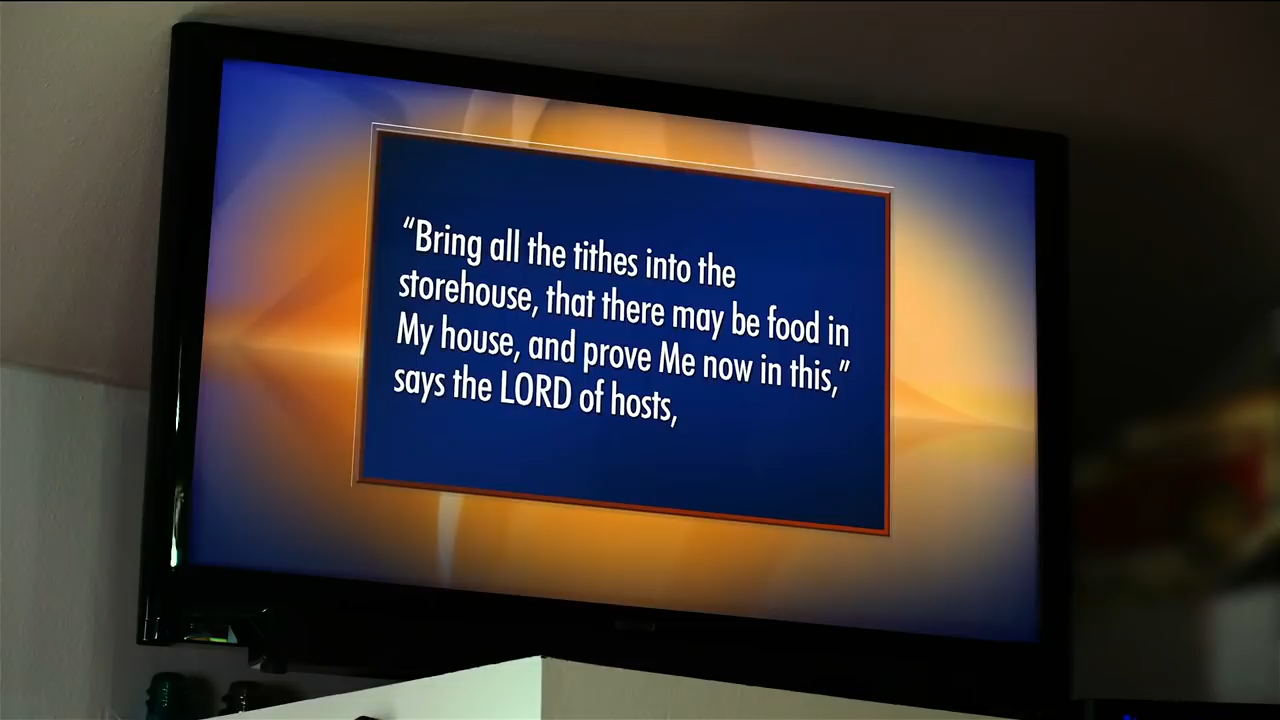 “Bring all the tithes into the
storehouse, that there may be food in
My house, and prove Me now in this,”
says the LORD of hosts,